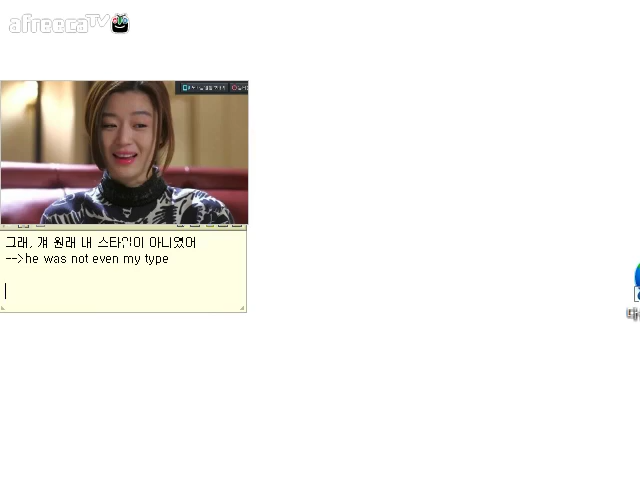 afreecaTV
그래, 걔 원래 내 스타일이 아니였어
-->he was not even my type